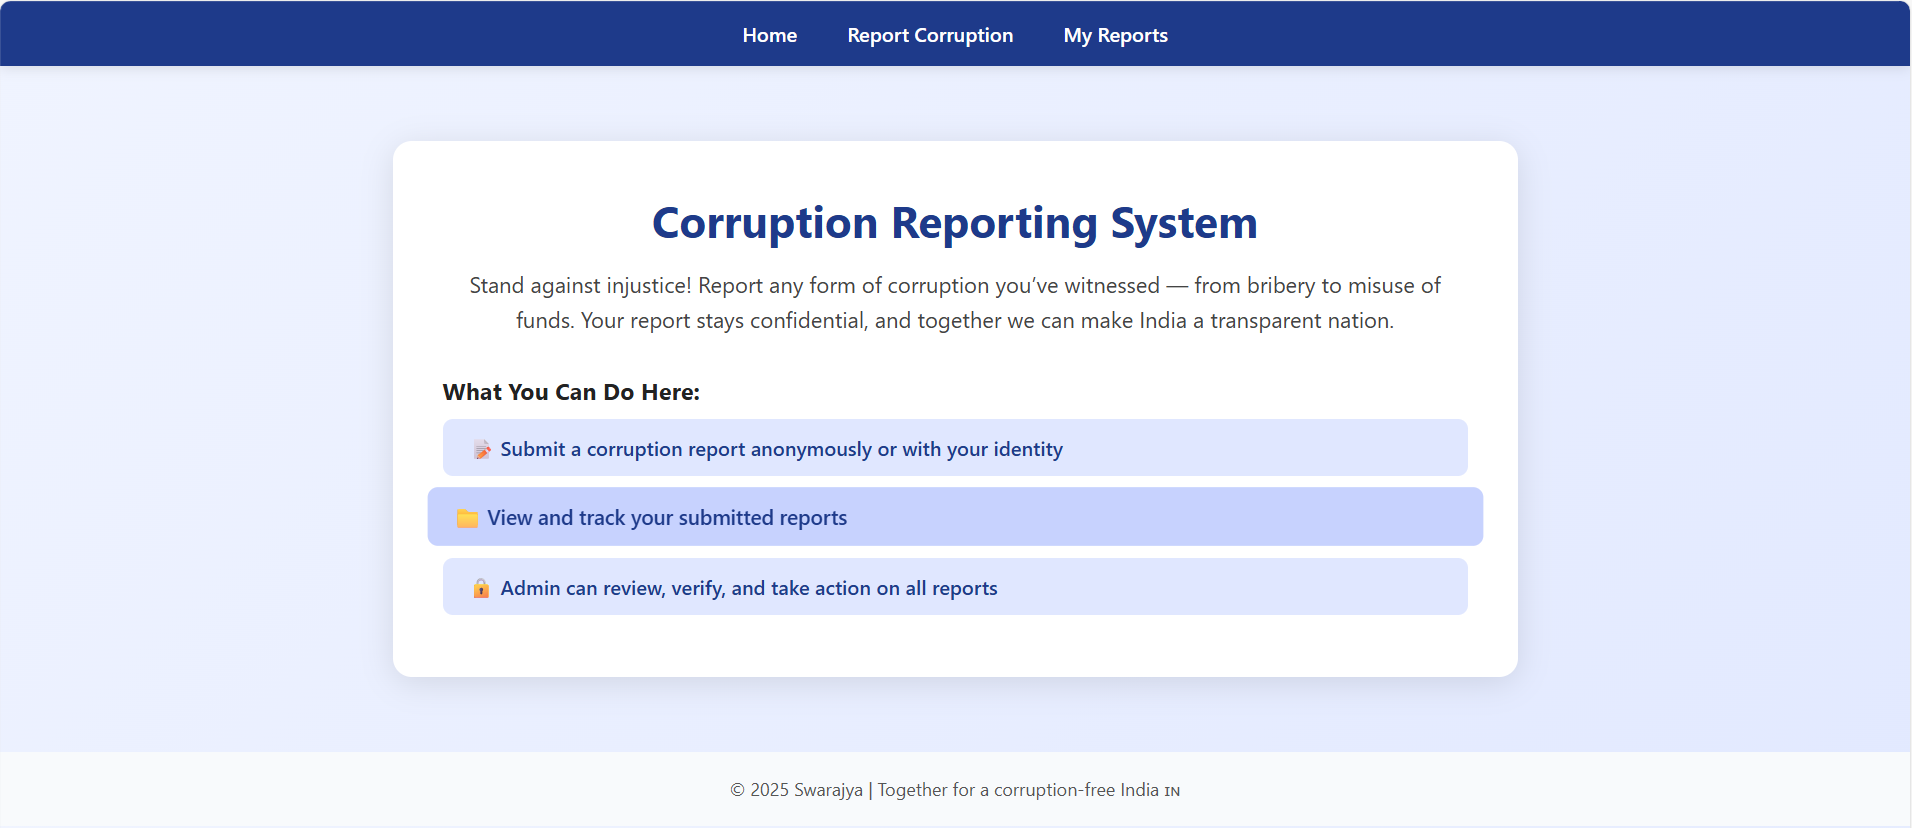 Home Report Corruption My Reports
Corruption Reporting System
Stand against injustice! Report any form of corruption you’ve witnessed — from bribery to misuse of
funds. Your report stays confidential, and together we can make India a transparent nation.
What You Can Do Here:
📝 Submit a corruption report anonymously or with your identity
📁 View and track your submitted reports
🔒 Admin can review, verify, and take action on all reports
© 2025 Swarajya | Together for a corruption-free India 🇮🇳